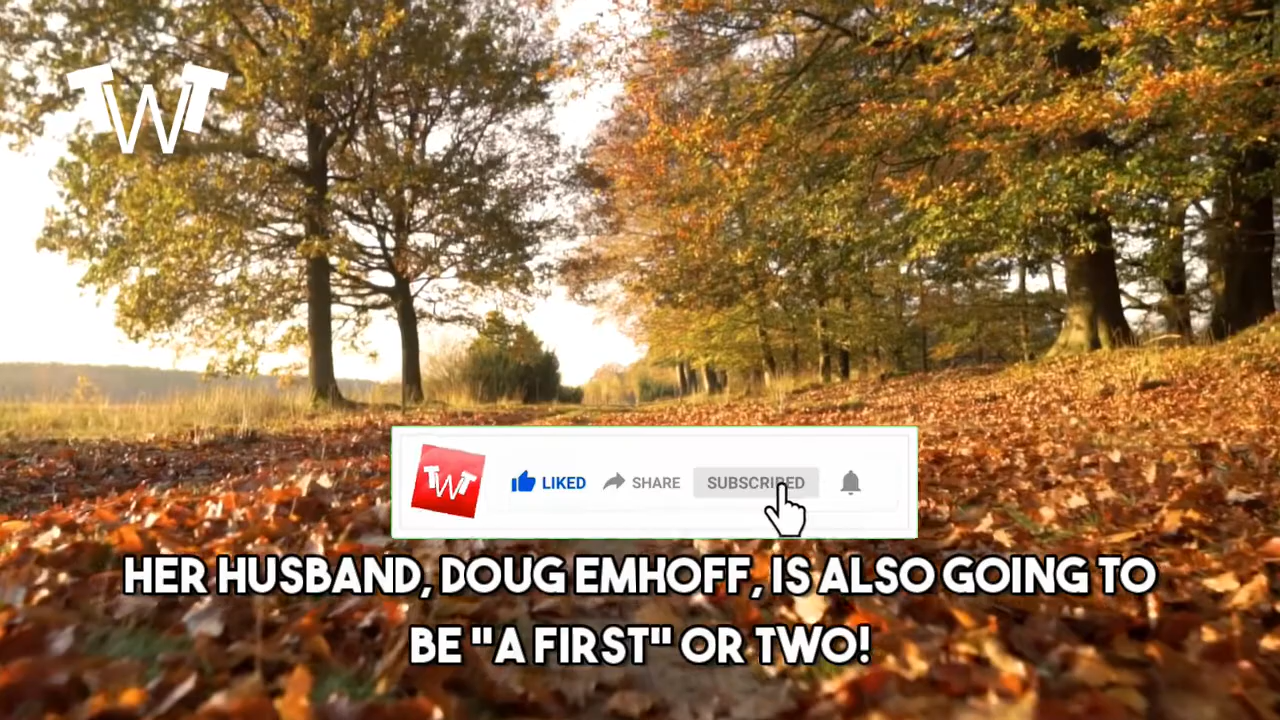 TWT
TWT LIKED SHARE SUBSCRIBED
HER HUSBAND, DOUG EMHOFF, IS ALSO GOING TO
BE "A FIRST" OR TWO!